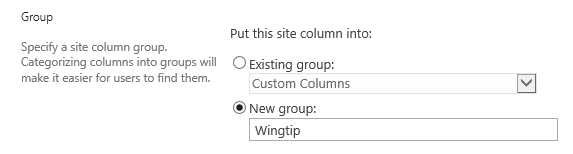 Group
Specify a site column group.
Categorizing columns into groups will
make it easier for users to find them.
Put this site column into:
Existing group:
Custom Columns
New group:
Wingtip